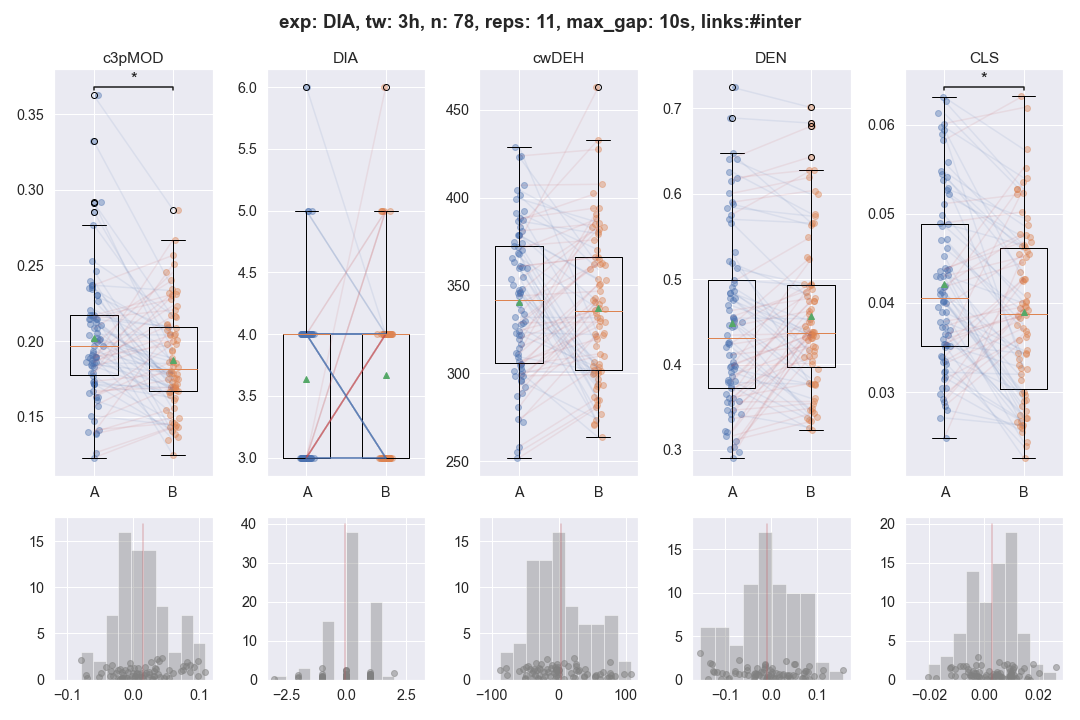 exp: DIA, tw: 3h, n: 78, reps: 11, max_gap: 10s, links:#inter
c3pMOD DIA cwDEH DEN CLS
* *
0.35 0.30 0.25 0.20 0.15
6.0 5.5 5.0 4.5 4.0 3.5 3.0
450 400 350 300 250
0.7 0.6 0.5 0.4 0.3
0.06 0.05 0.04 0.03
A B A B A B A B A B
15 10 5 0
40 30 20 10 0
15 10 5 0
15 10 5 0
20 15 10 5 0
−0.1 0.0 0.1 −2.5 0.0 2.5 −100 0 100 −0.1 0.0 0.1 −0.02 0.00 0.02